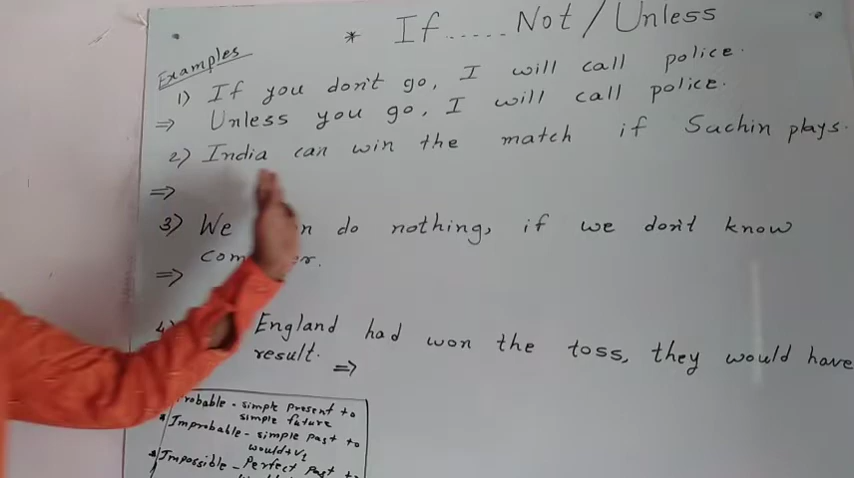 * If ..... Not / Unless
Examples
1) If you don't go, I will call police.
⇒ Unless you go, I will call police.
2) India can win the match if Sachin plays.
⇒
3) We do nothing, if we don't know
⇒
England had won the toss, they would have
result. ⇒
Probable - simple present to
simple future
* Improbable - simple past to
would+V1
* Impossible - Perfect past to